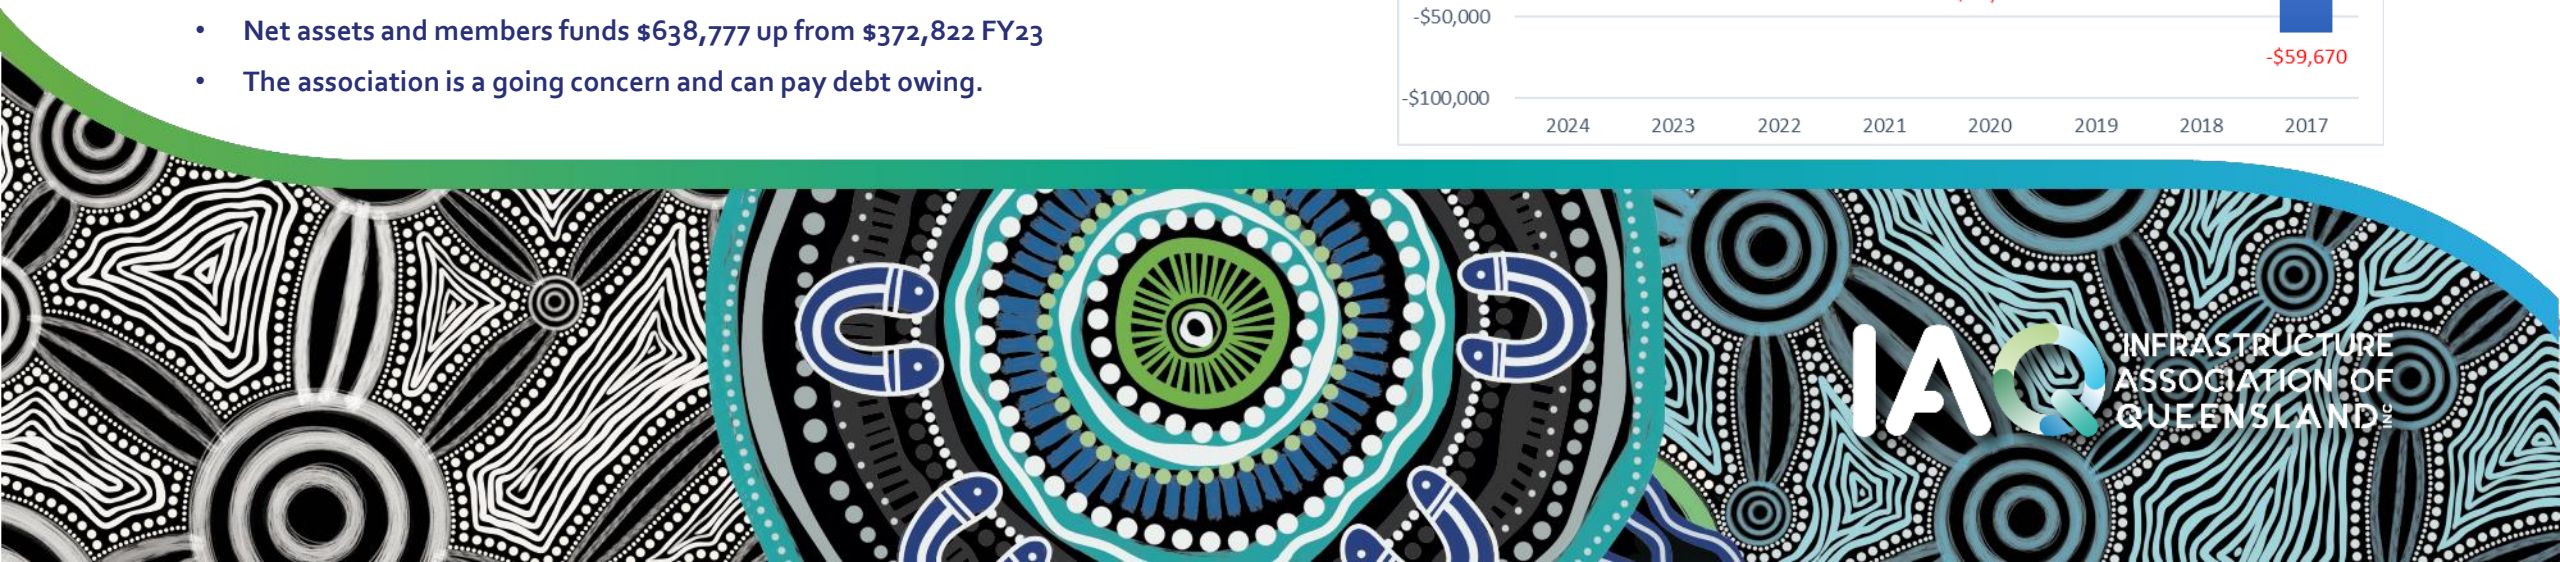 • Net assets and members funds $638,777 up from $372,822 FY23
• The association is a going concern and can pay debt owing.
-$50,000
-$59,670
-$100,000
2024 2023 2022 2021 2020 2019 2018 2017
IAQ
INFRASTRUCTURE
ASSOCIATION OF
QUEENSLAND INC